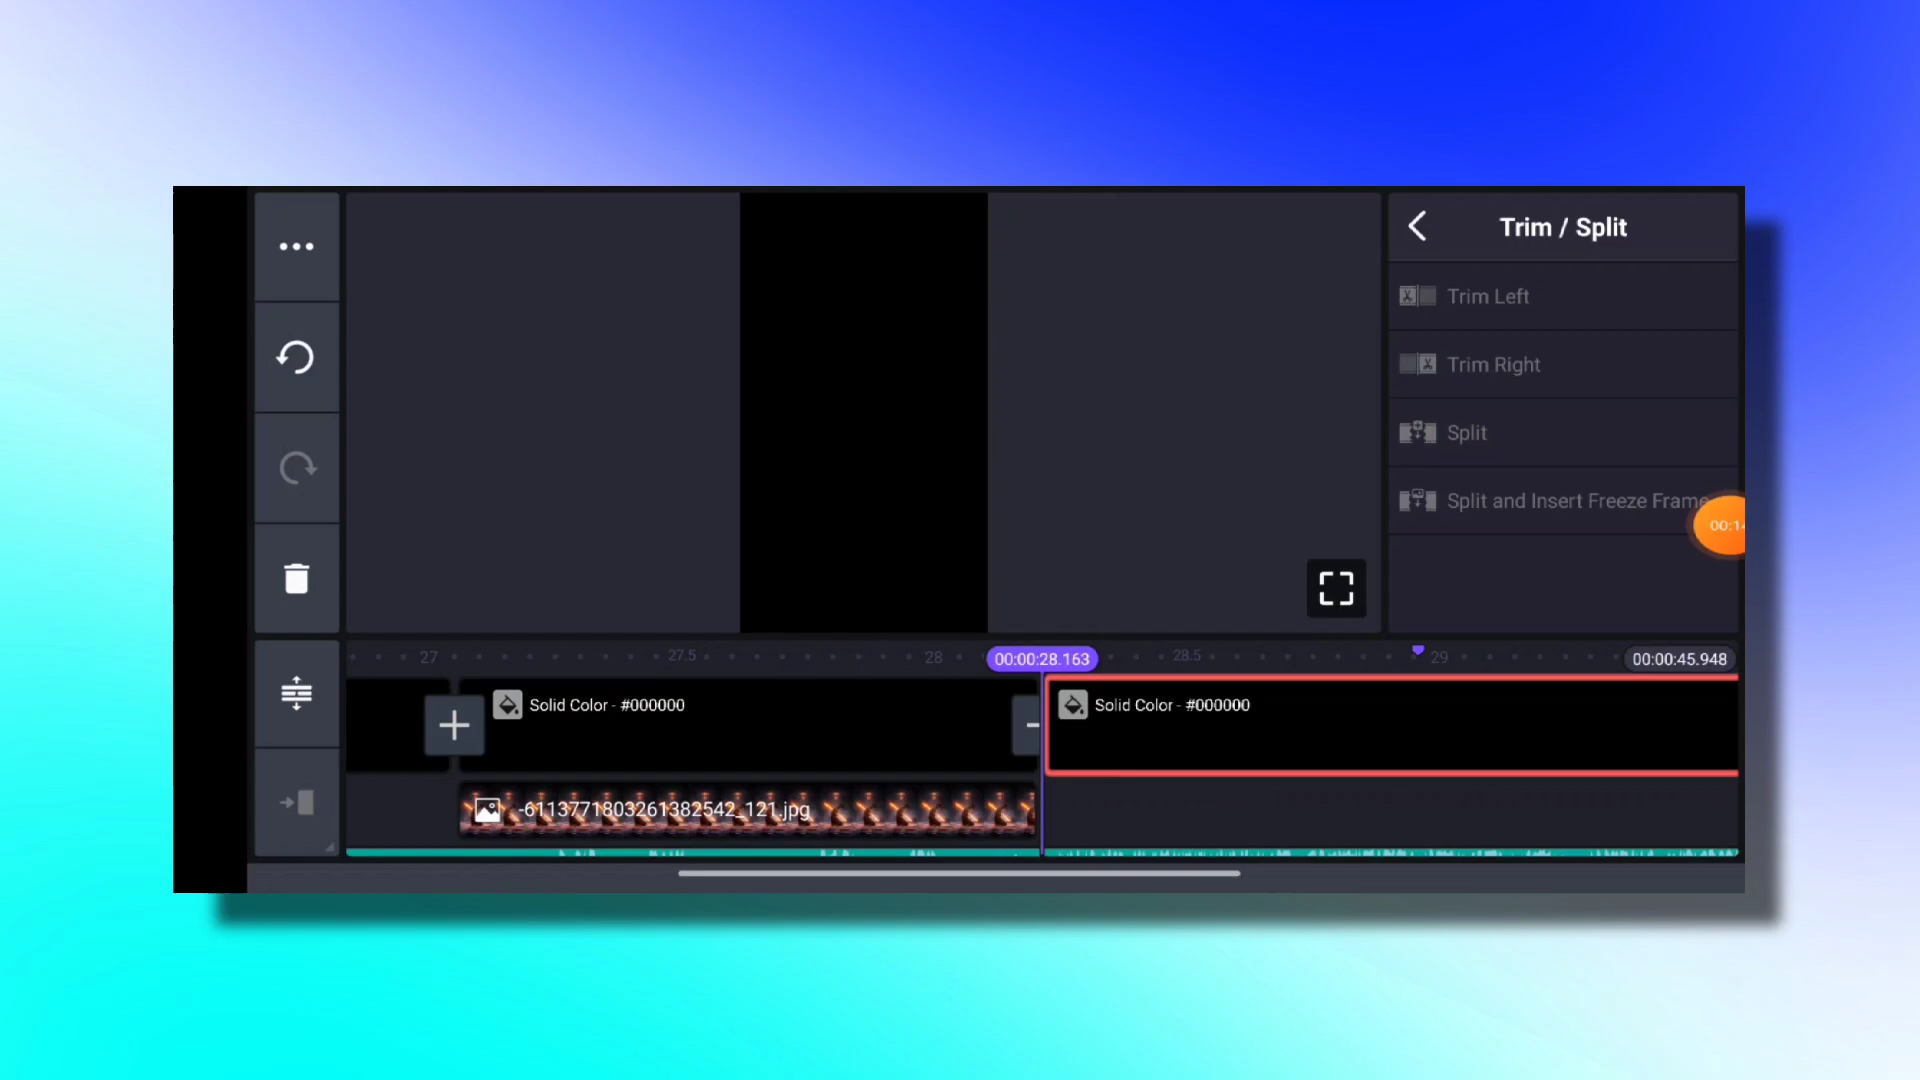 Trim / Split
Trim Left
Trim Right
Split
Split and Insert Freeze Frame
00:14
27
27.5
28
00:00:28.163
28.5
29
00:00:45.948
Solid Color - #000000
Solid Color - #000000
-6113771803261382542_121.jpg